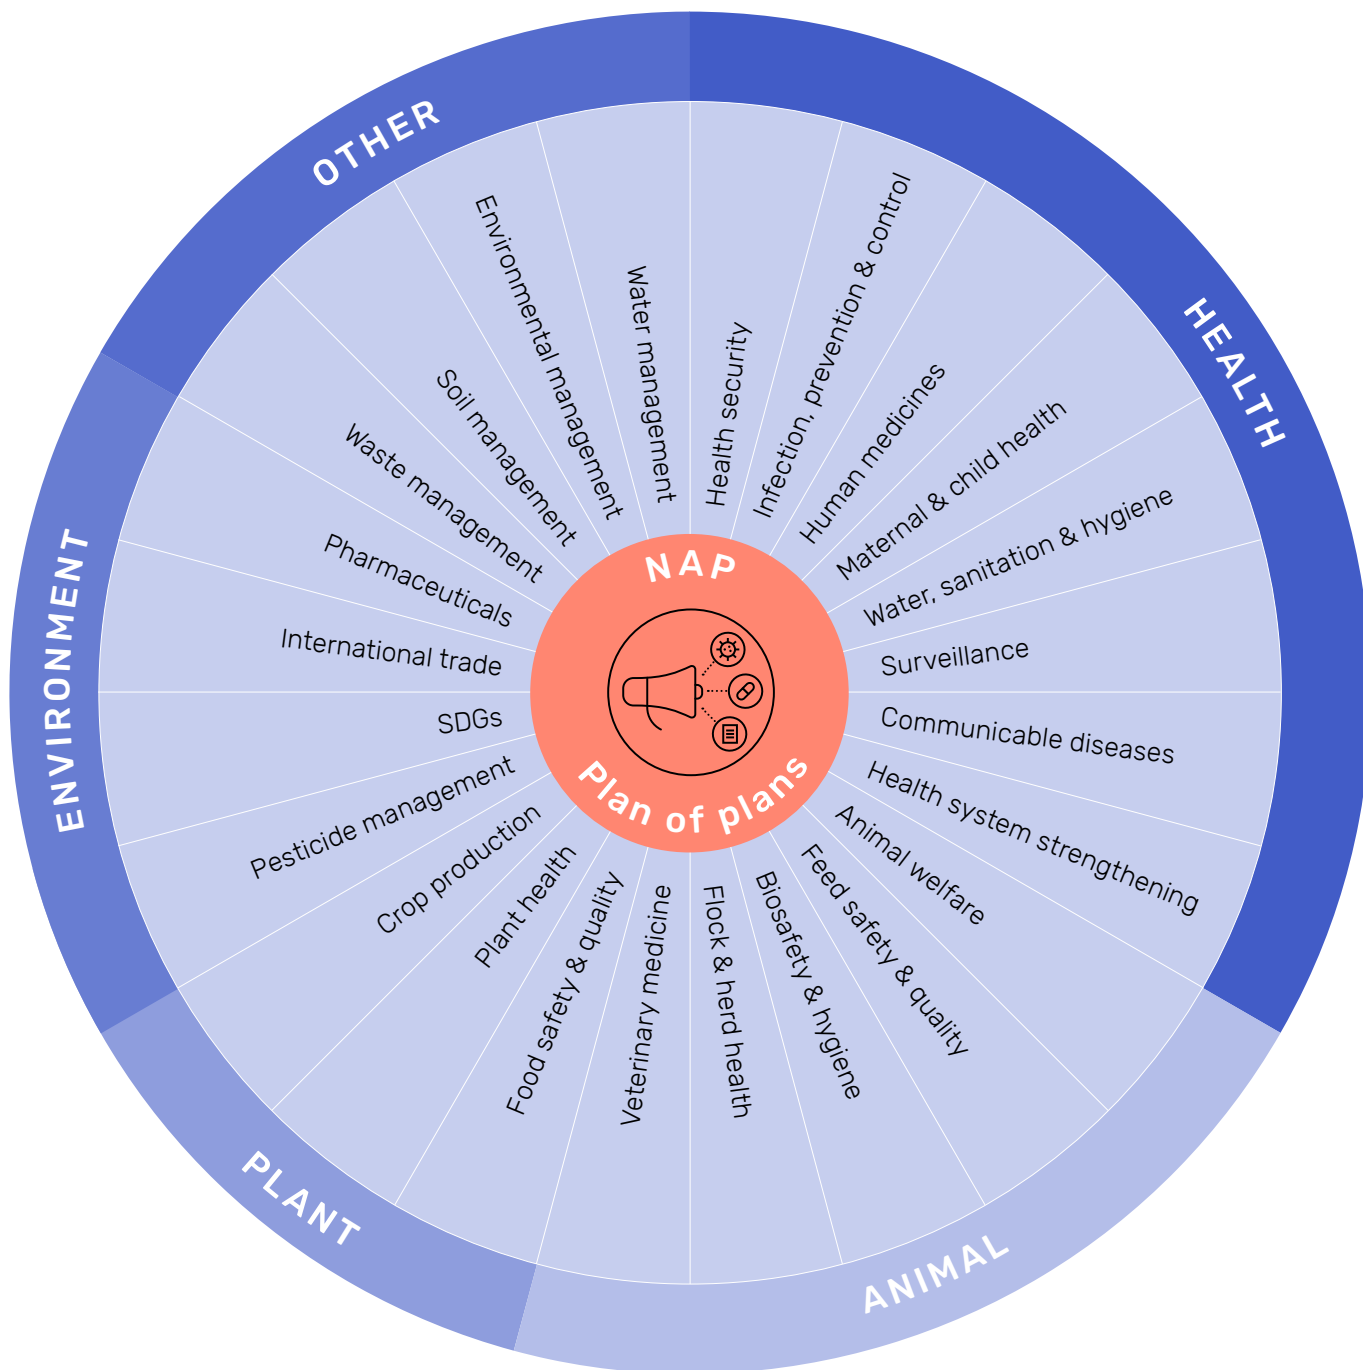 OTHER
HEALTH
ENVIRONMENT
PLANT
ANIMAL
NAP
Plan of plans
Health security
Infection, prevention & control
Human medicines
Maternal & child health
Water, sanitation & hygiene
Surveillance
Communicable diseases
Health system strengthening
Animal welfare
Feed safety & quality
Biosafety & hygiene
Flock & herd health
Veterinary medicine
Food safety & quality
Plant health
Crop production
Pesticide management
SDGs
International trade
Pharmaceuticals
Waste management
Soil management
Environmental management
Water management